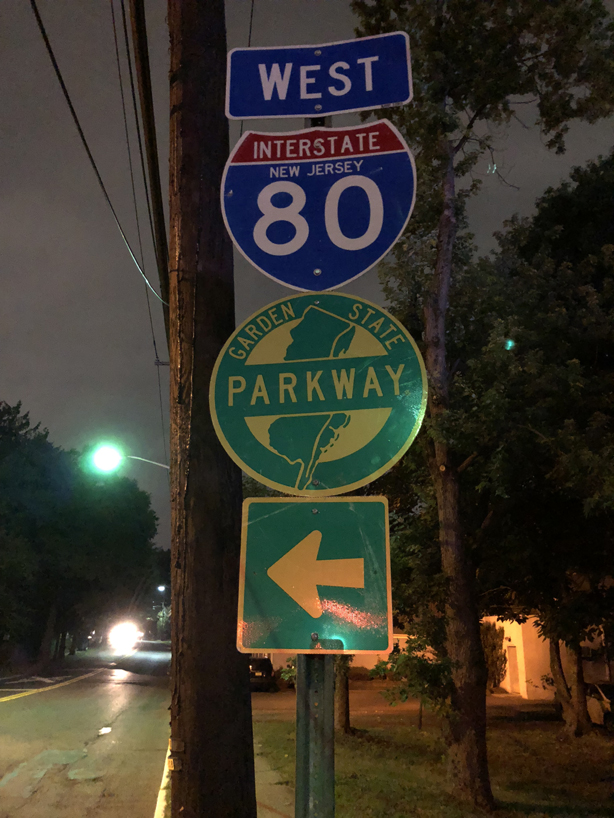 WEST
INTERSTATE
NEW JERSEY
80
GARDEN STATE
PARKWAY